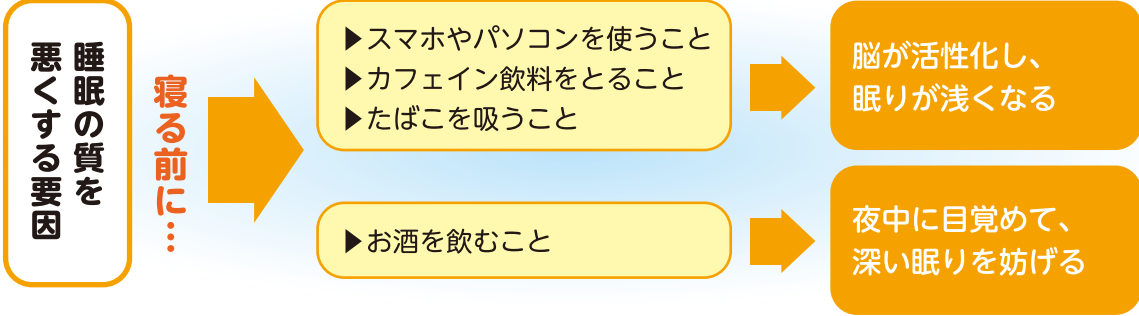 睡眠の質を
悪くする要因
寝る前に…
▶スマホやパソコンを使うこと
▶カフェイン飲料をとること
▶たばこを吸うこと
脳が活性化し、
眠りが浅くなる
▶お酒を飲むこと
夜中に目覚めて、
深い眠りを妨げる